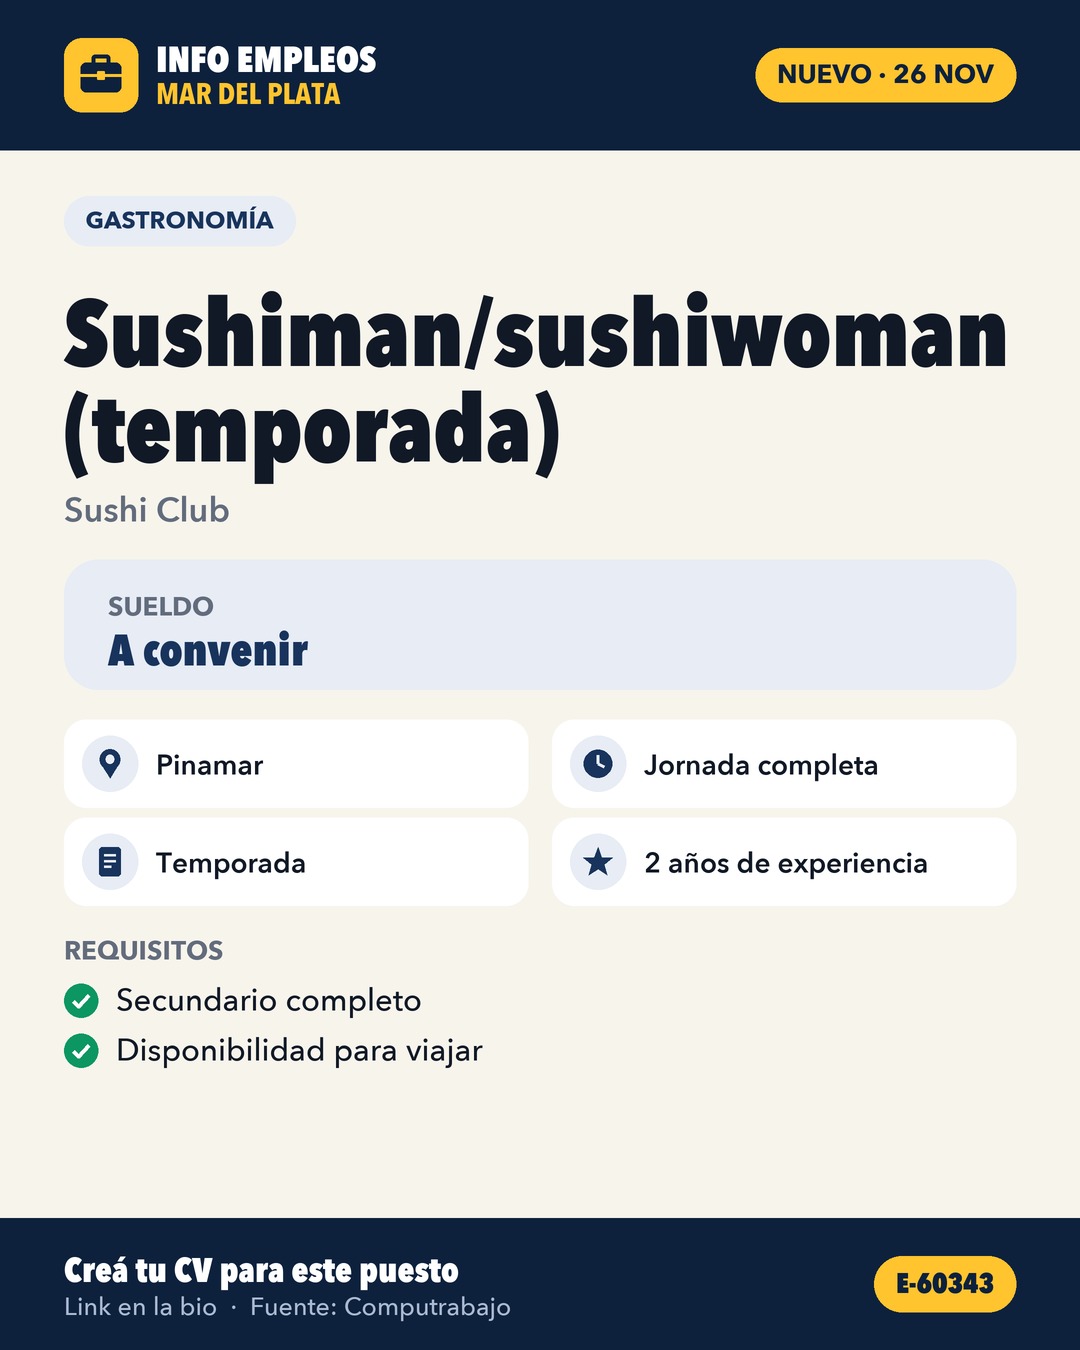 INFO EMPLEOS
MAR DEL PLATA
NUEVO · 26 NOV
GASTRONOMÍA
Sushiman/sushiwoman
(temporada)
Sushi Club
SUELDO
A convenir
Pinamar
Jornada completa
Temporada
2 años de experiencia
REQUISITOS
Secundario completo
Disponibilidad para viajar
Creá tu CV para este puesto
Link en la bio · Fuente: Computrabajo
E-60343